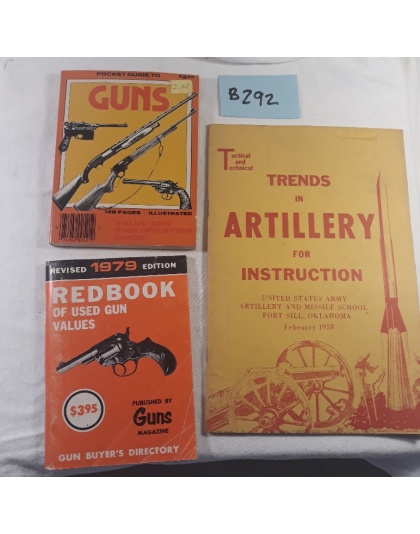 POCKET GUIDE TO
GUNS
128 PAGES ILLUSTRATED
B292
Tactical and
Technical
TRENDS
IN
ARTILLERY
FOR
INSTRUCTION
UNITED STATES ARMY
ARTILLERY AND MISSILE SCHOOL
FORT SILL, OKLAHOMA
February 1958
REVISED 1979 EDITION
REDBOOK
OF USED GUN
VALUES
$3.95
PUBLISHED BY
Guns
MAGAZINE
GUN BUYER'S DIRECTORY